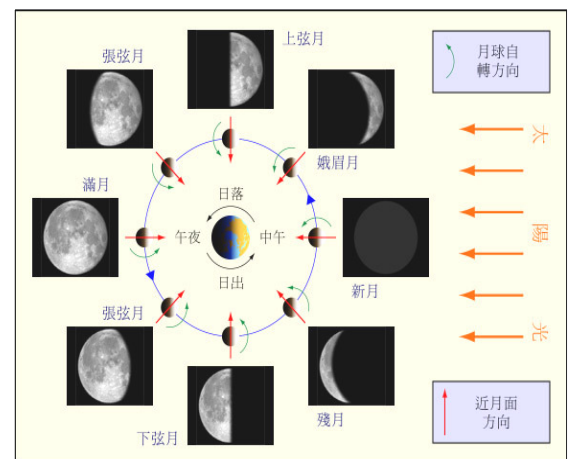 上弦月
張弦月
月球自
轉方向
娥眉月
太
滿月
日落
午夜
中午
陽
日出
新月
張弦月
光
下弦月
殘月
近月面
方向